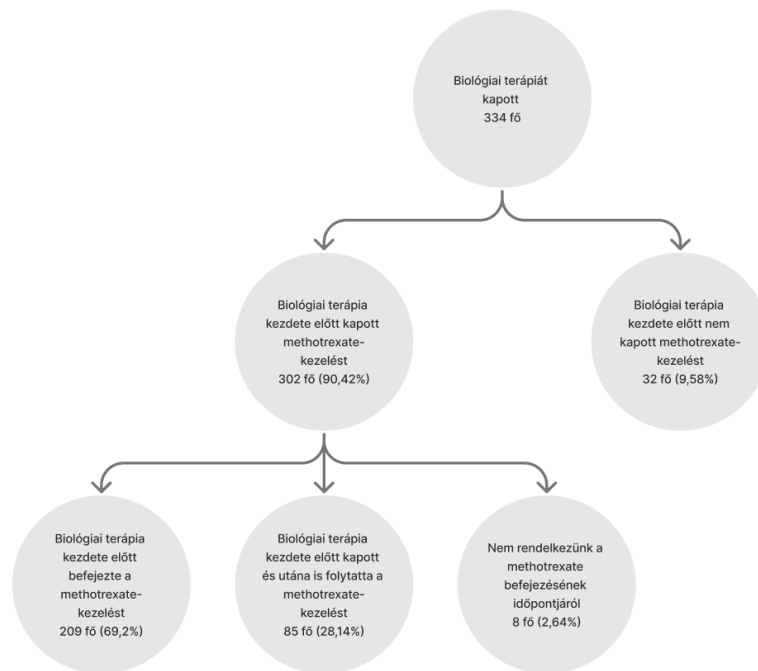 Biológiai terápiát
kapott
334 fő
Biológiai terápia
kezdete előtt kapott
methotrexate-
kezelést
302 fő (90,42%)
Biológiai terápia
kezdete előtt nem
kapott methotrexate-
kezelést
32 fő (9,58%)
Biológiai terápia
kezdete előtt
befejezte a
methotrexate-
kezelést
209 fő (69,2%)
Biológiai terápia
kezdete előtt kapott
és utána is folytatta a
methotrexate-
kezelést
85 fő (28,14%)
Nem rendelkezünk a
methotrexate
befejezésének
időpontjáról
8 fő (2,64%)